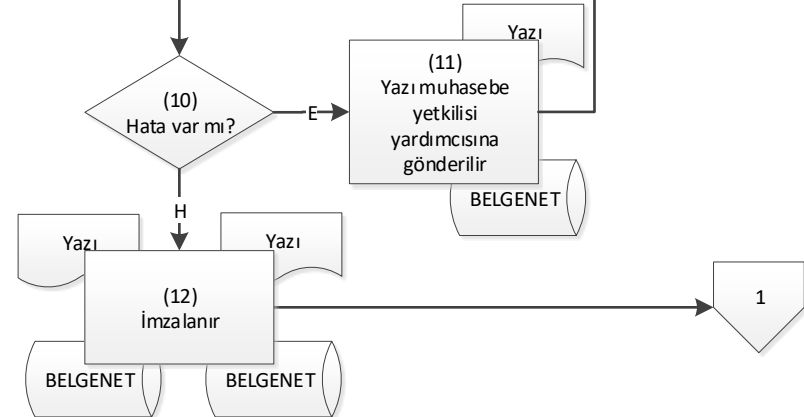 Yazı
(11)
Yazı muhasebe
yetkilisi
yardımcısına
gönderilir
BELGENET
(10)
Hata var mı?
E
H
Yazı
Yazı
(12)
İmzalanır
BELGENET
BELGENET
1